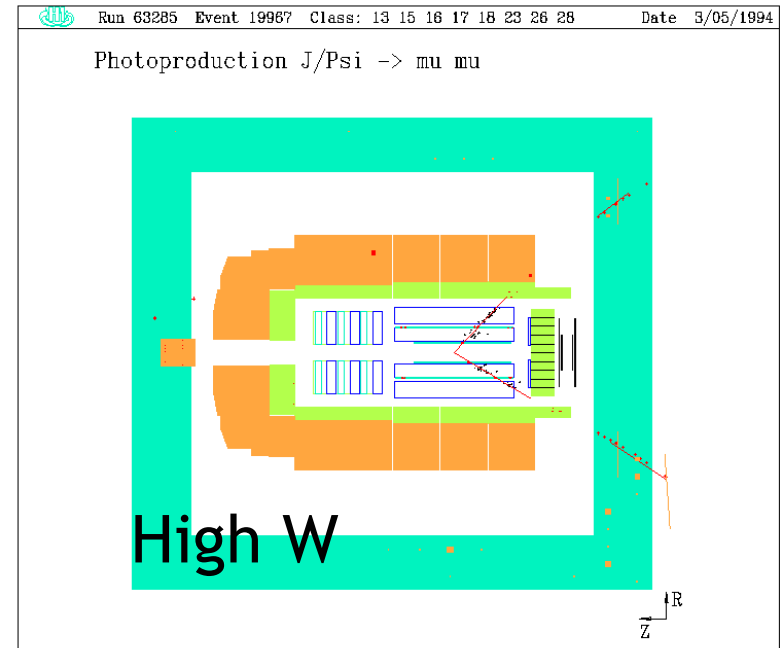 Run 63285 Event 19967 Class: 13 15 16 17 18 23 26 28 Date 3/05/1994
Photoproduction J/Psi -> mu mu
High W
R
Z